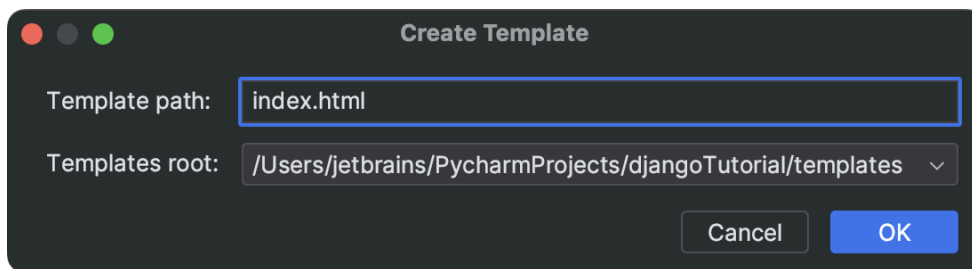 Create Template
Template path: index.html
Templates root: /Users/jetbrains/PycharmProjects/djangoTutorial/templates
Cancel OK